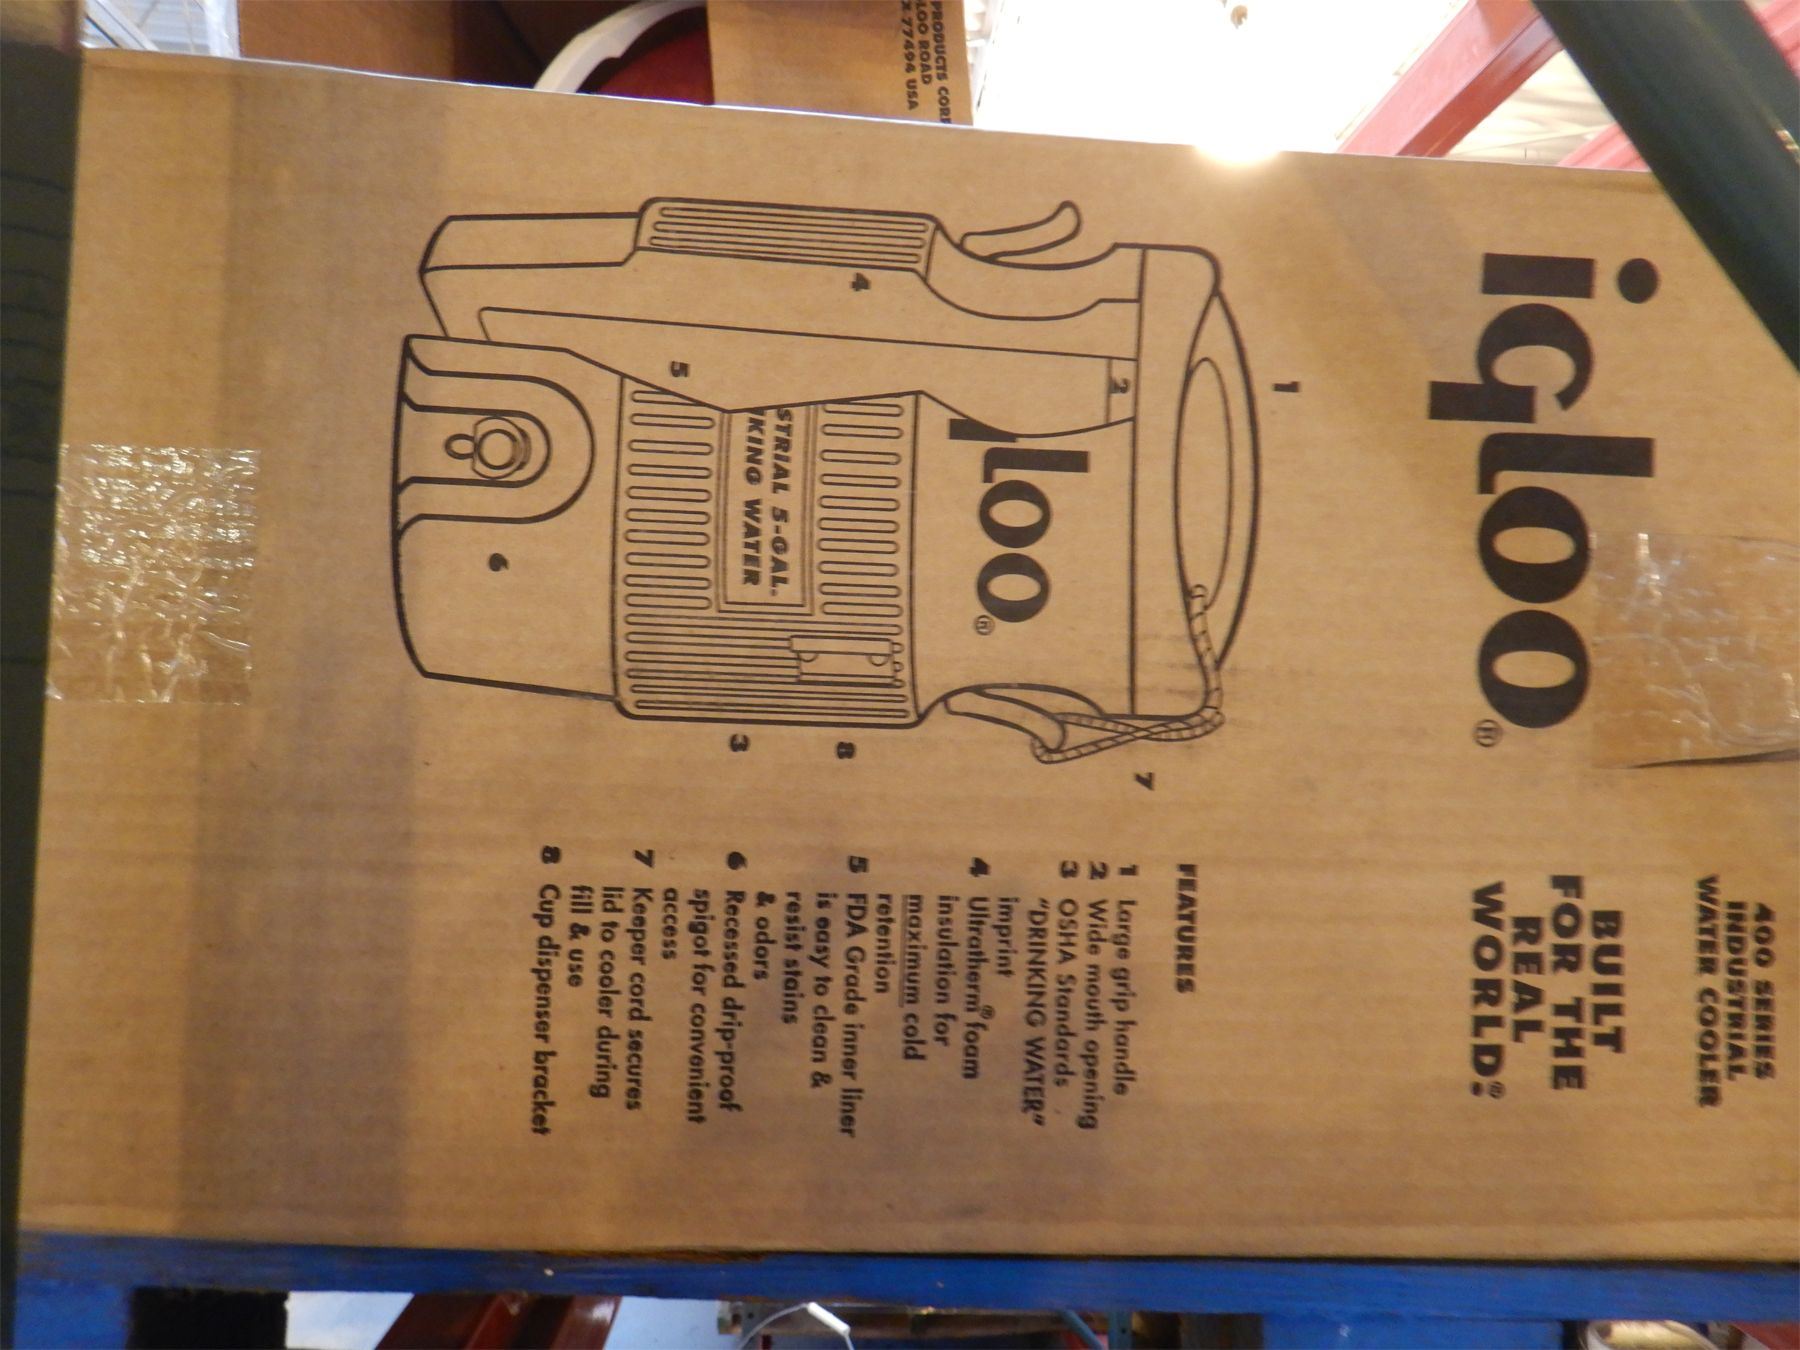 PRODUCTS CORP
LOO ROAD
X 77494 USA
igloo®
400 SERIES
INDUSTRIAL
WATER COOLER
BUILT
FOR THE
REAL
WORLD.®
1
2
4
5
6
3
8
7
loo®
STRIAL 5-GAL.
KING WATER
FEATURES
1 Large grip handle
2 Wide mouth opening
3 OSHA Standards
"DRINKING WATER"
imprint
4 Ultratherm® foam
insulation for
maximum cold
retention
5 FDA Grade inner liner
is easy to clean &
resist stains
& odors
6 Recessed drip-proof
spigot for convenient
access
7 Keeper cord secures
lid to cooler during
fill & use
8 Cup dispenser bracket